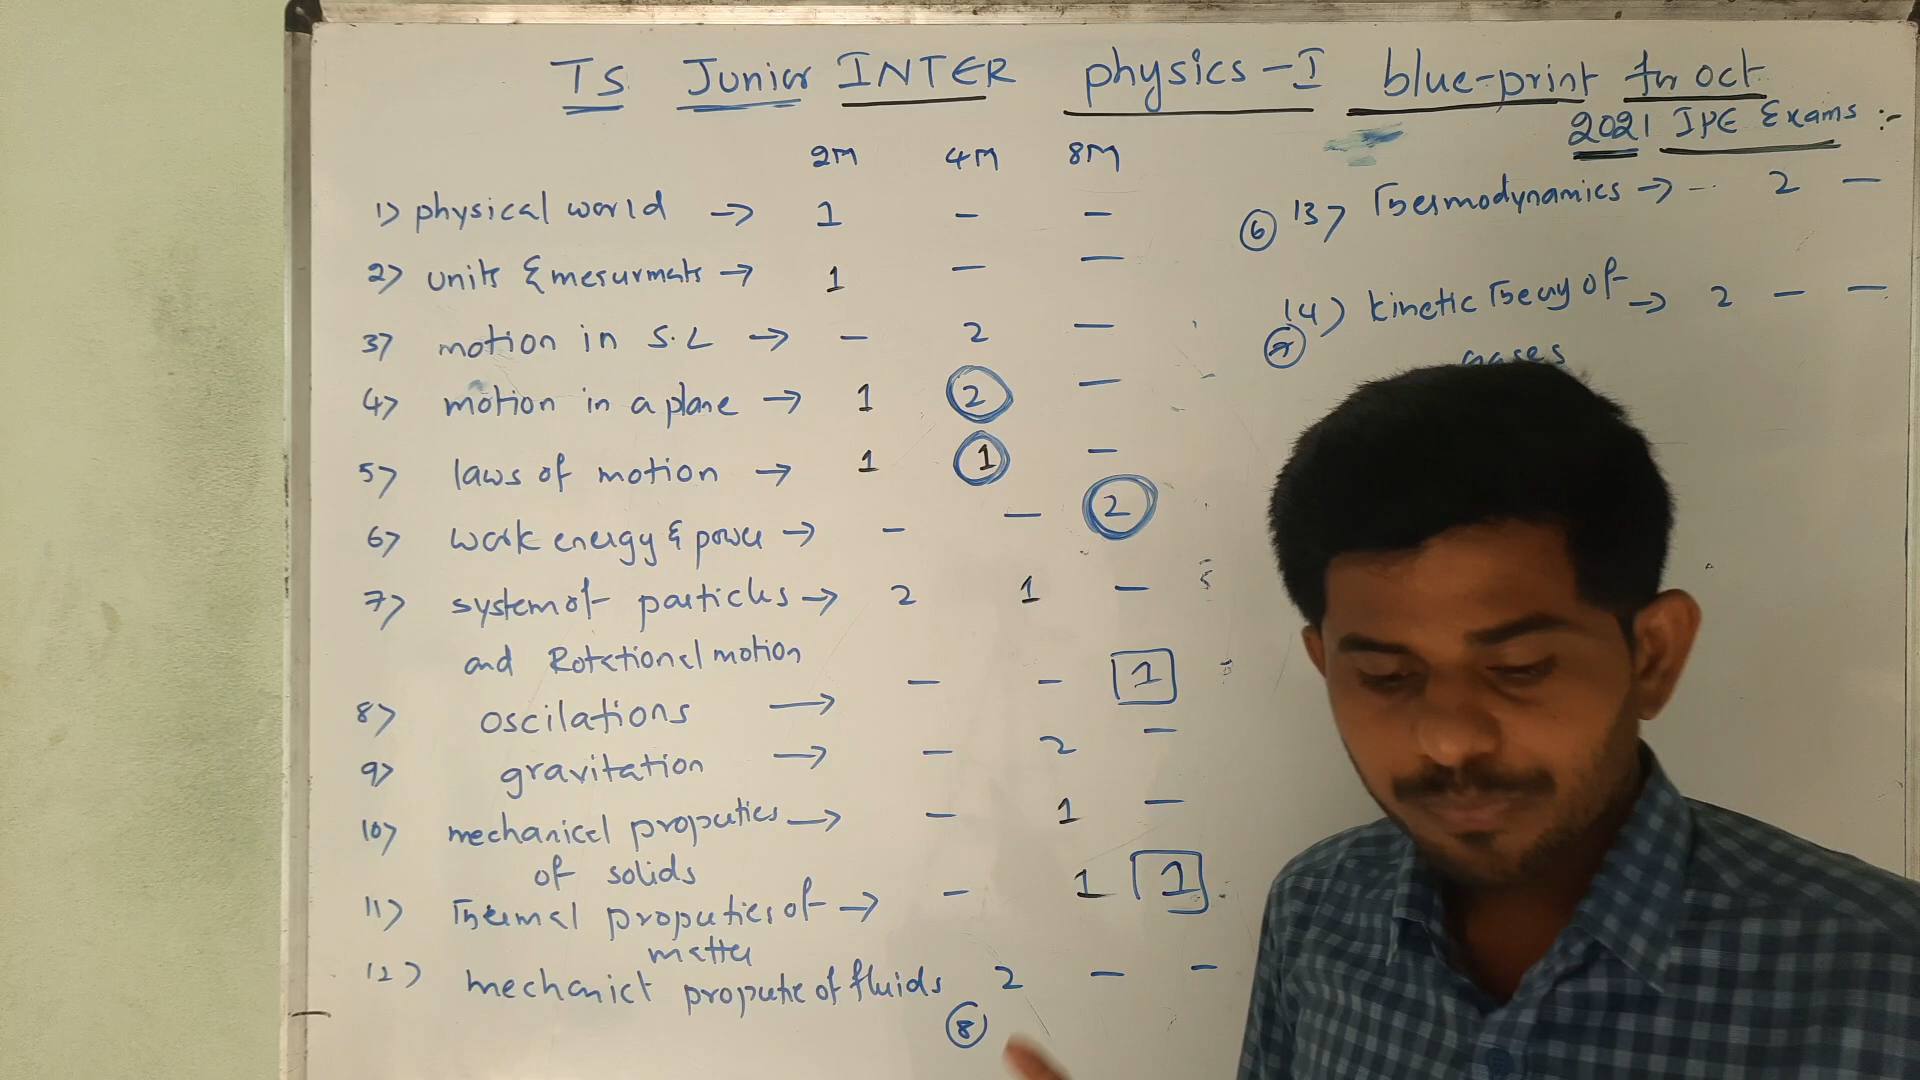 TS Junior INTER physics-I blue-print for oct
2021 IPE Exams :-
2M 4M 8M
1) physical world → 1 - -
2) units & mesurmats → 1 - -
3) motion in S.L → - 2 -
4) motion in a plane → 1 2 -
5) laws of motion → 1 1 -
6) work energy & power → - - 2
7) system of particles → 2 1 -
and Rotational motion
8) oscilations → - - 1
9) gravitation → - 2 -
10) mechanical properties → - 1 -
of solids
11) Thermal properties of → - 1 1
matter
12) mechanict propertie of fluids 2 - -
8
6 13) Thermodynamics → - 2 -
14) kinetic Theory of → 2 - -
gases